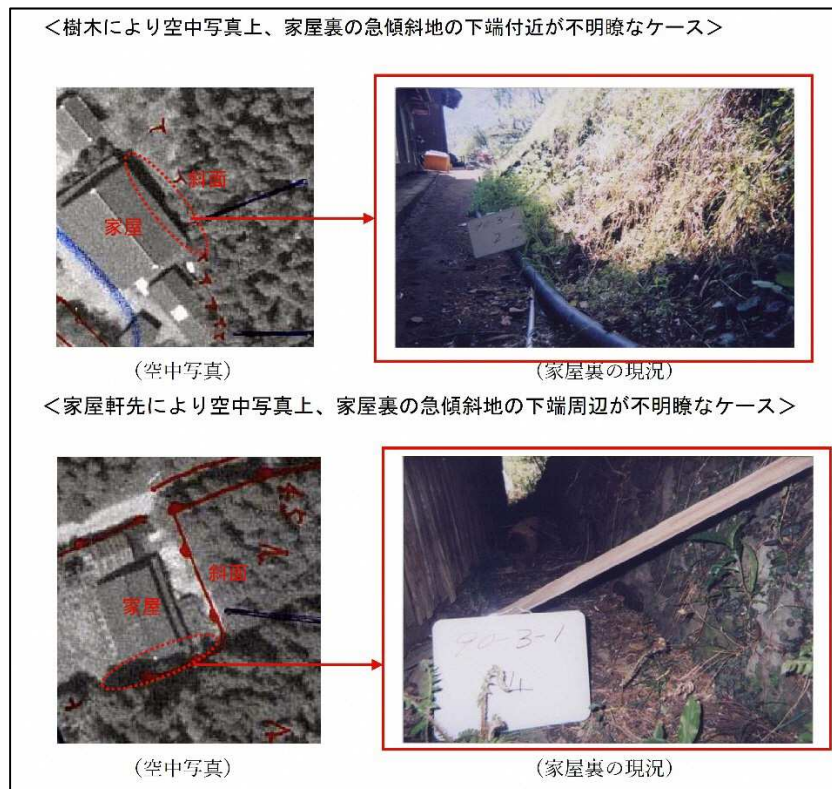 <樹木により空中写真上、家屋裏の急傾斜地の下端付近が不明瞭なケース>
斜面
家屋
(空中写真)
(家屋裏の現況)
<家屋軒先により空中写真上、家屋裏の急傾斜地の下端周辺が不明瞭なケース>
斜面
家屋
90-3-1
(空中写真)
(家屋裏の現況)